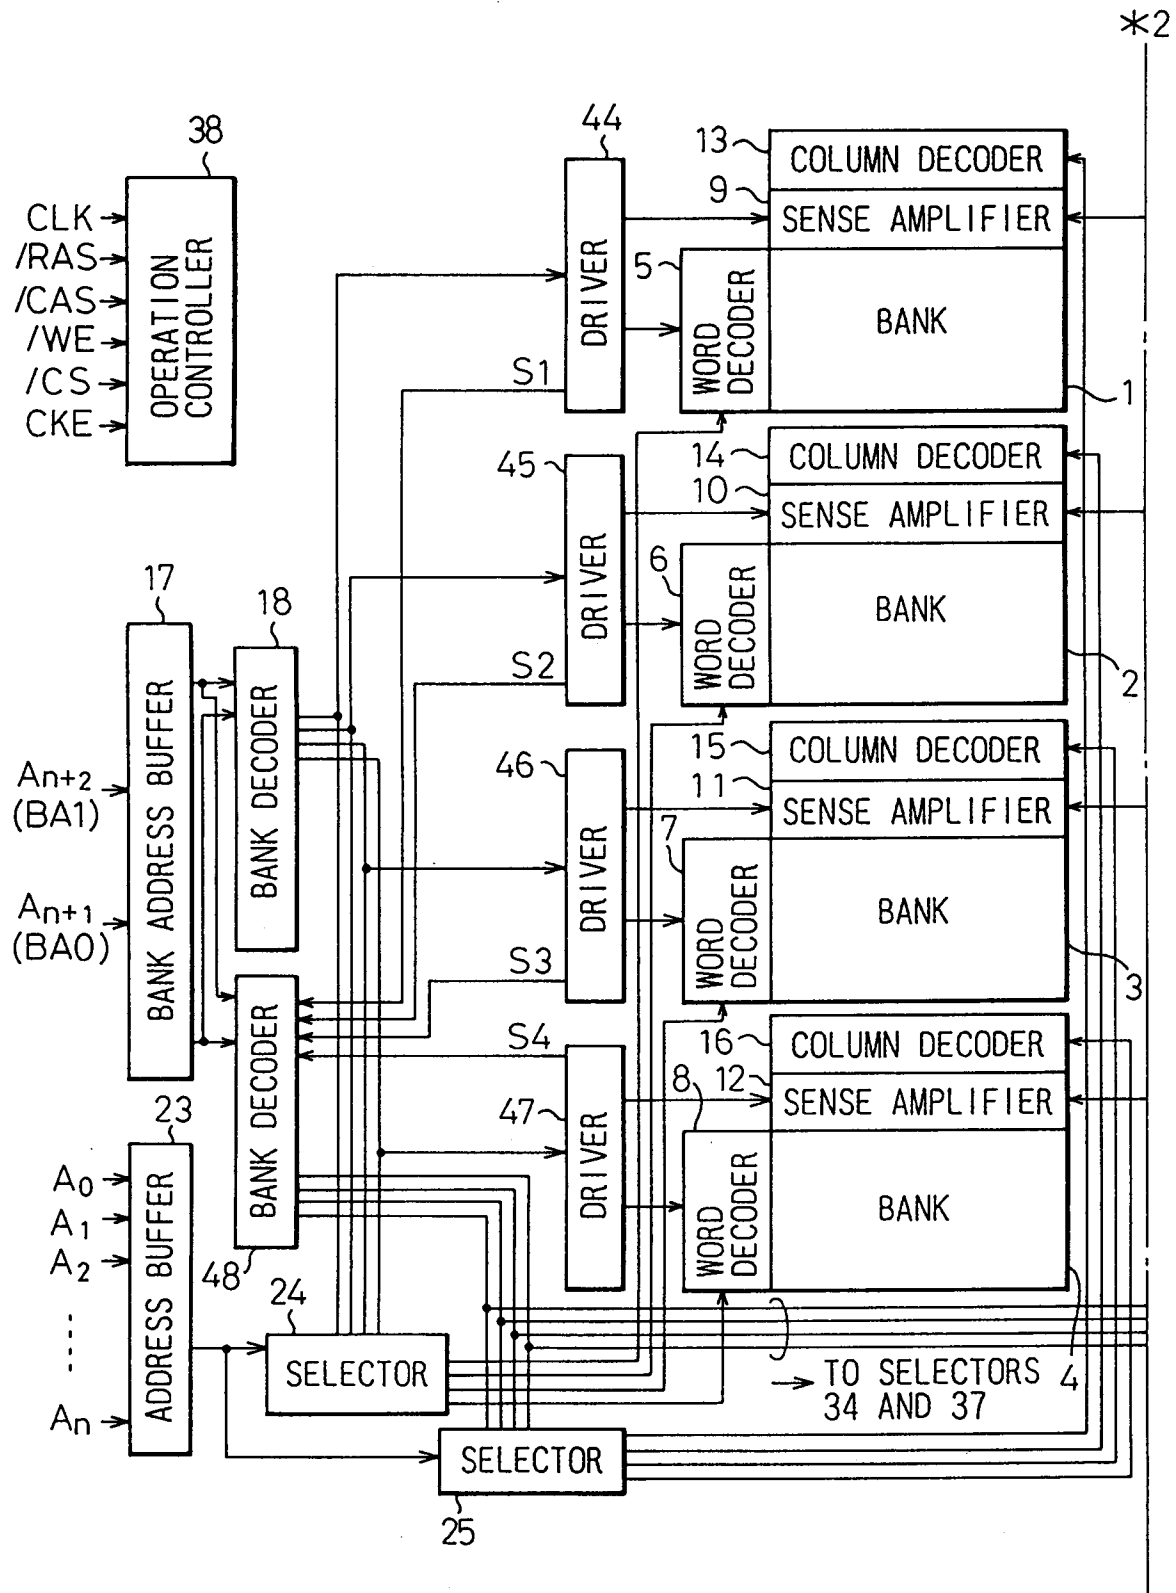 *2
38
CLK
/RAS
/CAS
/WE
/CS
CKE
OPERATION
CONTROLLER
44
DRIVER
S1
13
COLUMN DECODER
9
SENSE AMPLIFIER
5
WORD
DECODER
BANK
1
45
DRIVER
S2
14
COLUMN DECODER
10
SENSE AMPLIFIER
6
WORD
DECODER
BANK
2
17
BANK ADDRESS BUFFER
An+2
(BA1)
An+1
(BA0)
18
BANK DECODER
46
DRIVER
S3
15
COLUMN DECODER
11
SENSE AMPLIFIER
7
WORD
DECODER
BANK
3
BANK DECODER
48
S4
47
DRIVER
16
COLUMN DECODER
12
SENSE AMPLIFIER
8
WORD
DECODER
BANK
4
23
ADDRESS BUFFER
A0
A1
A2
An
24
SELECTOR
TO SELECTORS
34 AND 37
SELECTOR
25